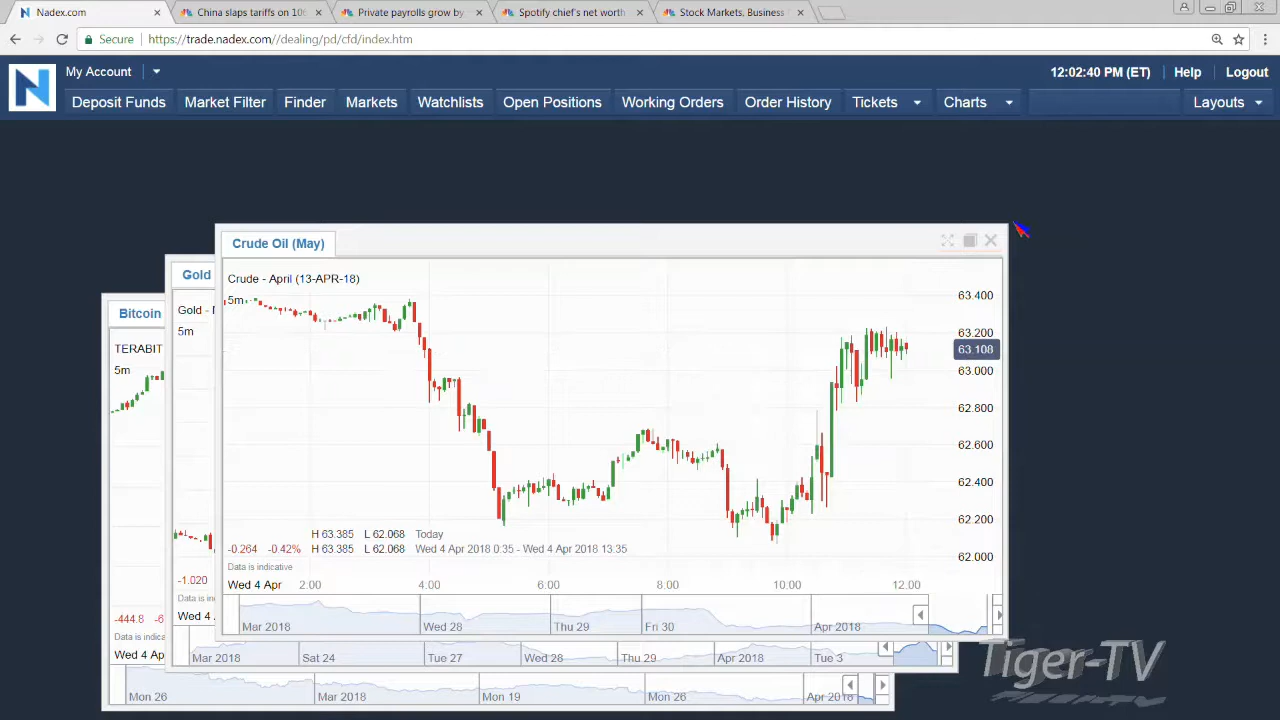 Nadex.com
China slaps tariffs on 106
Private payrolls grow by
Spotify chief's net worth
Stock Markets, Business
Secure
https://trade.nadex.com//dealing/pd/cfd/index.htm
My Account
12:02:40 PM (ET)
Help
Logout
Deposit Funds
Market Filter
Finder
Markets
Watchlists
Open Positions
Working Orders
Order History
Tickets
Charts
Layouts
Crude Oil (May)
Crude - April (13-APR-18)
5m
63.400
63.200
63.108
63.000
62.800
62.600
62.400
62.200
62.000
H 63.385 L 62.068 Today
-0.264 -0.42% H 63.385 L 62.068 Wed 4 Apr 2018 0:35 - Wed 4 Apr 2018 13.35
Data is indicative
Wed 4 Apr 2.00 4.00 6:00 8.00 10.00 12.00
Mar 2018 Wed 28 Thu 29 Fri 30 Apr 2018
Gold
Gold -
5m
-1.020
Data is
Wed 4
Mar 2018 Sat 24 Tue 27 Wed 28 Thu 29 Apr 2018 Tue 3
Bitcoin
TERABIT
5m
-444.8
Data is indica
Wed 4 Ap
Mon 26 Mar 2018 Mon 19 Mon 26 Apr 2018
Tiger-TV